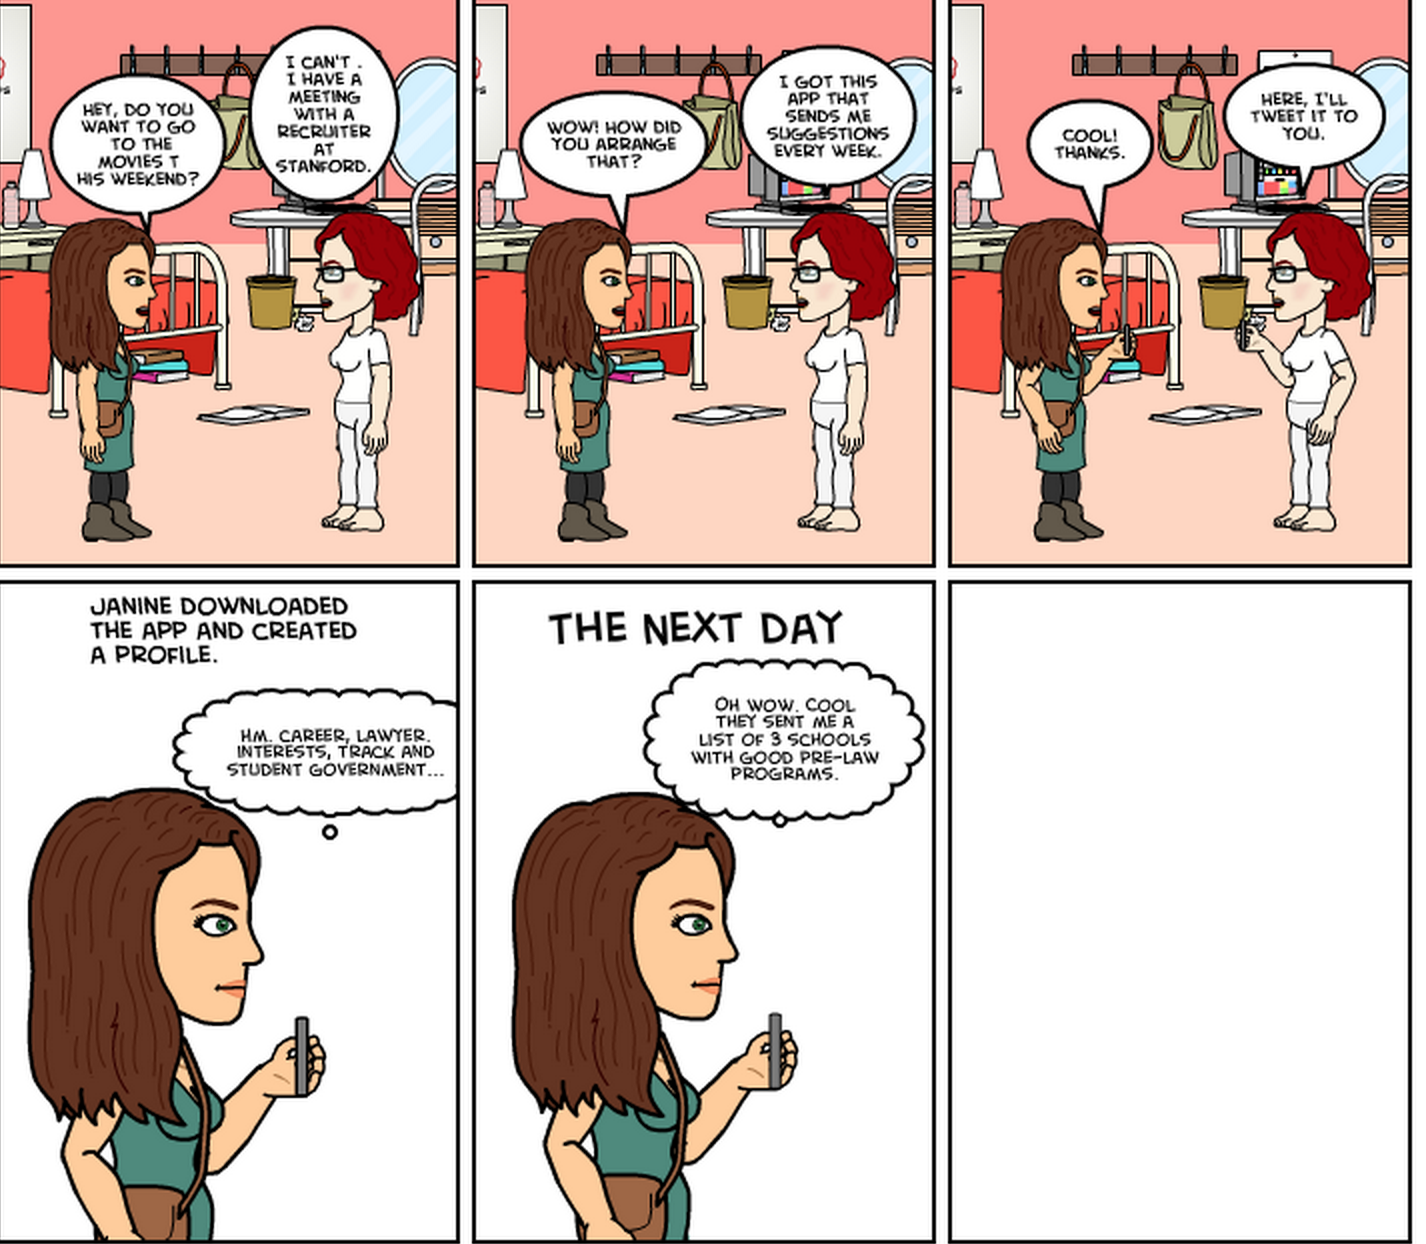 HEY, DO YOU
WANT TO GO
TO THE
MOVIES T
HIS WEEKEND?
I CAN'T .
I HAVE A
MEETING
WITH A
RECRUITER
AT
STANFORD.
WOW! HOW DID
YOU ARRANGE
THAT?
I GOT THIS
APP THAT
SENDS ME
SUGGESTIONS
EVERY WEEK.
COOL!
THANKS.
HERE, I'LL
TWEET IT TO
YOU.
JANINE DOWNLOADED
THE APP AND CREATED
A PROFILE.
HM. CAREER, LAWYER.
INTERESTS, TRACK AND
STUDENT GOVERNMENT...
THE NEXT DAY
OH WOW. COOL
THEY SENT ME A
LIST OF 3 SCHOOLS
WITH GOOD PRE-LAW
PROGRAMS.